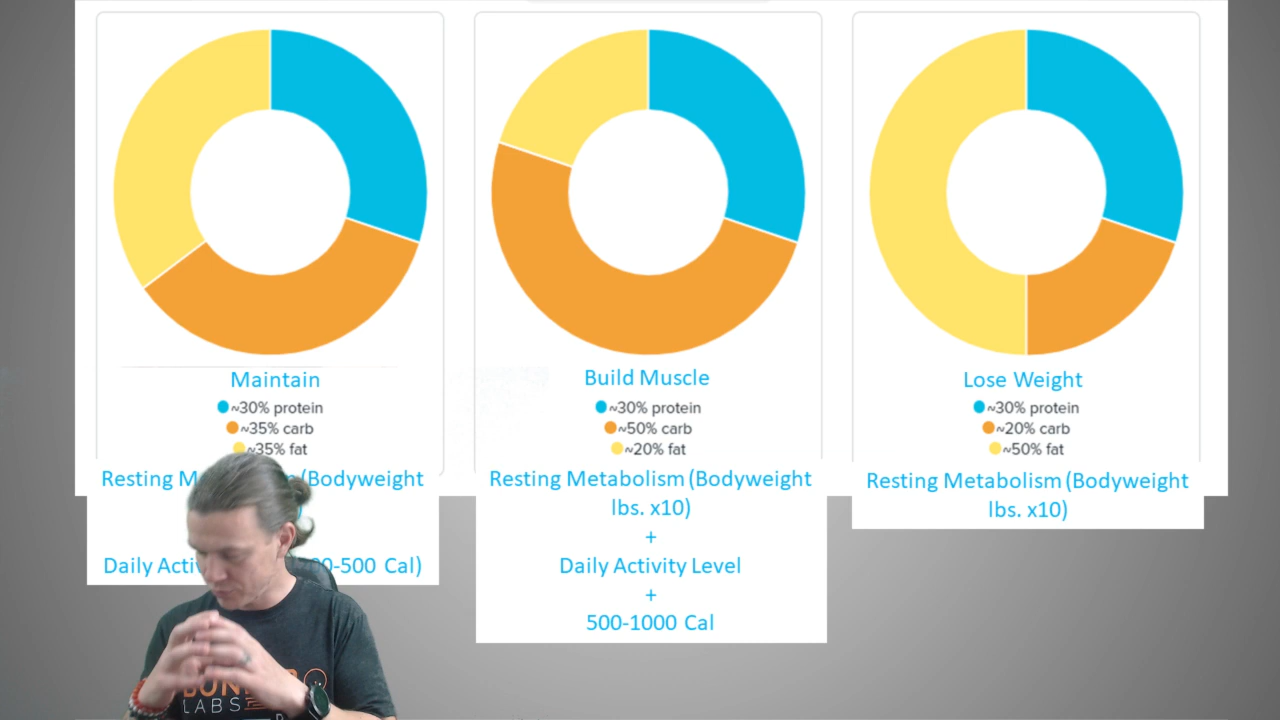 Maintain
~30% protein
~35% carb
~35% fat
Resting (Bodyweight
Daily 00-500 Cal)
Build Muscle
~30% protein
~50% carb
~20% fat
Resting Metabolism (Bodyweight
lbs. x10)
+
Daily Activity Level
+
500-1000 Cal
Lose Weight
~30% protein
~20% carb
~50% fat
Resting Metabolism (Bodyweight
lbs. x10)
LABS